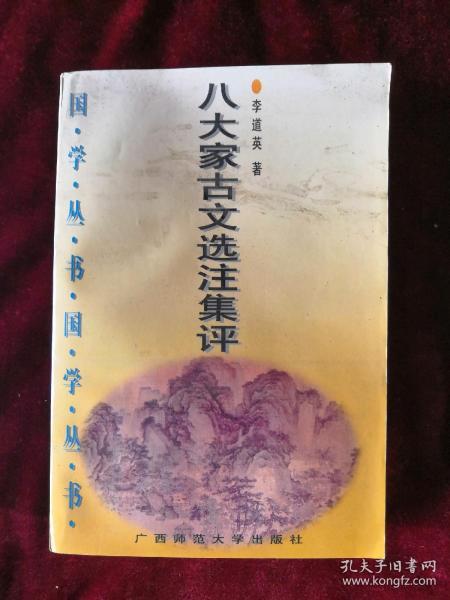 国·学·丛·书·国·学·丛·书·
八大家古文选注集评
李道英 著
广西师范大学出版社
孔夫子旧书网
www.kongfz.com